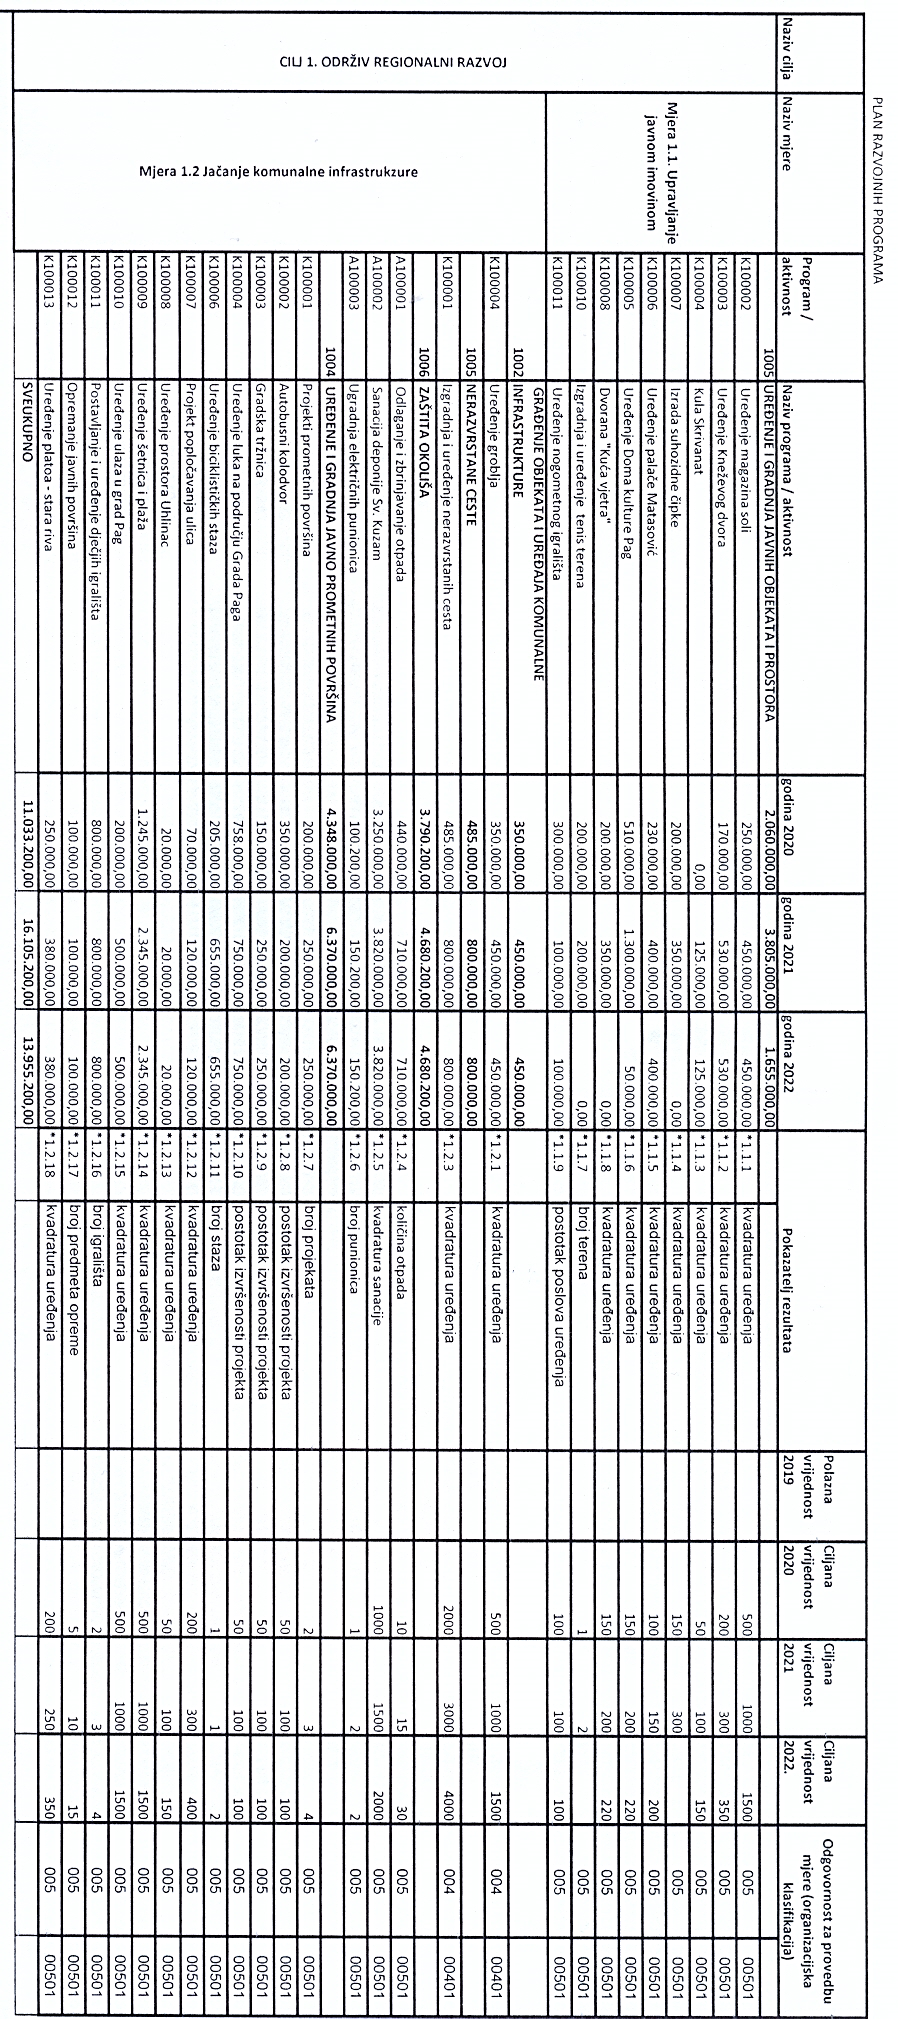 PLAN RAZVOJNIH PROGRAMA
Naziv cilja Naziv mjere Program / aktivnost Naziv programa / aktivnost godina 2020 godina 2021 godina 2022 Pokazatelj rezultata Polazna vrijednost 2019 Ciljana vrijednost 2020 Ciljana vrijednost 2021 Ciljana vrijednost 2022. Odgovornost za provedbu mjere (organizacijska klasifikacija)
CILJ 1. ODRŽIV REGIONALNI RAZVOJ
Mjera 1.1. Upravljanje javnom imovinom
1005 UREĐENJE I GRADNJA JAVNIH OBJEKATA I PROSTORA 2.060.000,00 3.805.000,00 1.655.000,00
K100002 Uređenje magazina soli 250.000,00 450.000,00 450.000,00 *1.1.1 kvadratura uređenja 500 1000 1500 005 00501
K100003 Uređenje Kneževog dvora 170.000,00 530.000,00 530.000,00 *1.1.2 kvadratura uređenja 200 300 350 005 00501
K100004 Kula Skrivanat 0,00 125.000,00 125.000,00 *1.1.3 kvadratura uređenja 50 100 150 005 00501
K100007 Izrada suhozidne čipke 200.000,00 350.000,00 0,00 *1.1.4 kvadratura uređenja 150 300 005 00501
K100006 Uređenje palače Matasović 230.000,00 400.000,00 400.000,00 *1.1.5 kvadratura uređenja 100 150 200 005 00501
K100005 Uređenje Doma kulture Pag 510.000,00 1.300.000,00 50.000,00 *1.1.6 kvadratura uređenja 150 200 220 005 00501
K100008 Dvorana "Kuća vjetra" 200.000,00 350.000,00 0,00 *1.1.8 kvadratura uređenja 150 200 220 005 00501
K100010 Izgradnja i uređenje tenis terena 200.000,00 200.000,00 0,00 *1.1.7 broj terena 1 2 005 00501
K100011 Uređenje nogometnog igrališta 300.000,00 100.000,00 100.000,00 *1.1.9 postotak poslova uređenja 100 100 100 005 00501
Mjera 1.2 Jačanje komunalne infrastrukzure
GRAĐENJE OBJEKATA I UREĐAJA KOMUNALNE
1002 INFRASTRUKTURE 350.000,00 450.000,00 450.000,00
K100004 Uređenje groblja 350.000,00 450.000,00 450.000,00 *1.2.1 kvadratura uređenja 500 1000 1500 004 00401
1005 NERAZVRSTANE CESTE 485.000,00 800.000,00 800.000,00
K100001 Izgradnja i uređenje nerazvrstanih cesta 485.000,00 800.000,00 800.000,00 *1.2.3 kvadratura uređenja 2000 3000 4000 004 00401
1006 ZAŠTITA OKOLIŠA 3.790.200,00 4.680.200,00 4.680.200,00
A100001 Odlaganje i zbrinjavanje otpada 440.000,00 710.000,00 710.000,00 *1.2.4 količina otpada 10 15 30 005 00501
A100002 Sanacija deponije Sv. Kuzam 3.250.000,00 3.820.000,00 3.820.000,00 *1.2.5 kvadratura sanacije 1000 1500 2000 005 00501
A100003 Ugradnja električnih punionica 100.200,00 150.200,00 150.200,00 *1.2.6 broj punionica 1 2 2 005 00501
1004 UREĐENJE I GRADNJA JAVNO PROMETNIH POVRŠINA 4.348.000,00 6.370.000,00 6.370.000,00
K100001 Projekti prometnih površina 200.000,00 250.000,00 250.000,00 *1.2.7 broj projekata 2 3 4 005 00501
K100002 Autobusni kolodvor 350.000,00 200.000,00 200.000,00 *1.2.8 postotak izvršenosti projekta 50 100 100 005 00501
K100003 Gradska tržnica 150.000,00 250.000,00 250.000,00 *1.2.9 postotak izvršenosti projekta 50 100 100 005 00501
K100004 Uređenje luka na području Grada Paga 758.000,00 750.000,00 750.000,00 *1.2.10 postotak izvršenosti projekta 50 100 100 005 00501
K100006 Uređenje biciklističkih staza 205.000,00 655.000,00 655.000,00 *1.2.11 broj staza 1 1 2 005 00501
K100007 Projekt popločavanja ulica 70.000,00 120.000,00 120.000,00 *1.2.12 kvadratura uređenja 200 300 400 005 00501
K100008 Uređenje prostora Uhlinac 20.000,00 20.000,00 20.000,00 *1.2.13 kvadratura uređenja 50 100 150 005 00501
K100009 Uređenje šetnica i plaža 1.245.000,00 2.345.000,00 2.345.000,00 *1.2.14 kvadratura uređenja 500 1000 1500 005 00501
K100010 Uređenje ulaza u grad Pag 200.000,00 500.000,00 500.000,00 *1.2.15 kvadratura uređenja 500 1000 1500 005 00501
K100011 Postavljanje i uređenje dječjih igrališta 800.000,00 800.000,00 800.000,00 *1.2.16 broj igrališta 2 3 4 005 00501
K100012 Opremanje javnih površina 100.000,00 100.000,00 100.000,00 *1.2.17 broj predmeta opreme 5 10 15 005 00501
K100013 Uređenje platoa - stara riva 250.000,00 380.000,00 380.000,00 *1.2.18 kvadratura uređenja 200 250 350 005 00501
SVEUKUPNO 11.033.200,00 16.105.200,00 13.955.200,00